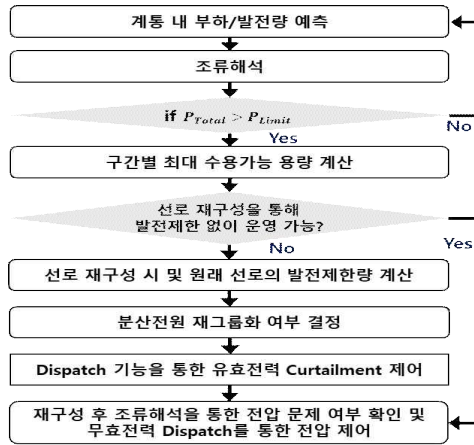 계통 내 부하/발전량 예측
조류해석
if P_Total > P_Limit
No
Yes
구간별 최대 수용가능 용량 계산
선로 재구성을 통해
발전제한 없이 운영 가능?
Yes
No
선로 재구성 시 및 원래 선로의 발전제한량 계산
분산전원 재그룹화 여부 결정
Dispatch 기능을 통한 유효전력 Curtailment 제어
재구성 후 조류해석을 통한 전압 문제 여부 확인 및
무효전력 Dispatch를 통한 전압 제어